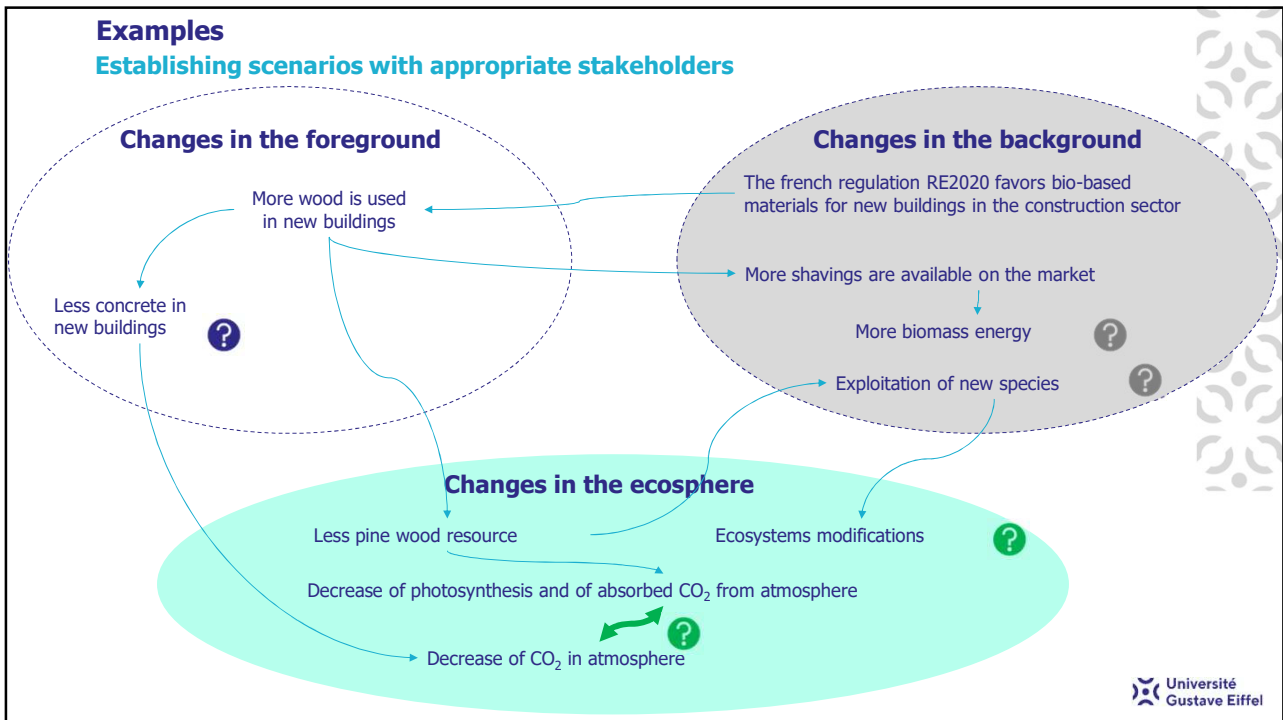 Examples
Establishing scenarios with appropriate stakeholders
Changes in the foreground
More wood is used
in new buildings
Less concrete in
new buildings
?
Changes in the background
The french regulation RE2020 favors bio-based
materials for new buildings in the construction sector
More shavings are available on the market
More biomass energy
?
Exploitation of new species
?
Changes in the ecosphere
Less pine wood resource
Ecosystems modifications
?
Decrease of photosynthesis and of absorbed CO₂ from atmosphere
?
Decrease of CO₂ in atmosphere
Université
Gustave Eiffel